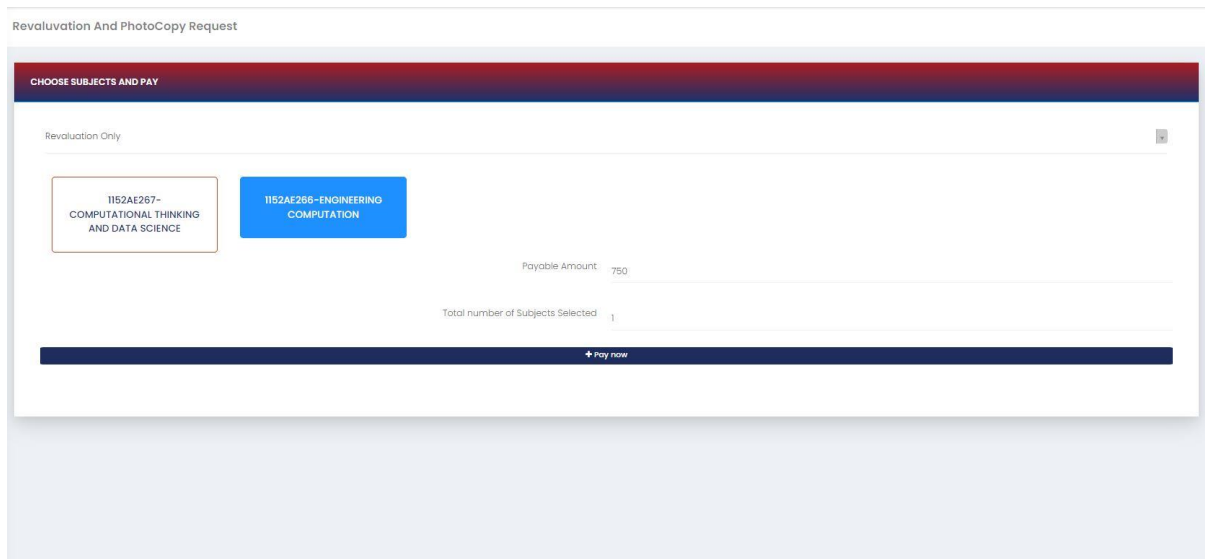 Revaluvation And PhotoCopy Request
CHOOSE SUBJECTS AND PAY
Revaluation Only
1152AE267-
COMPUTATIONAL THINKING
AND DATA SCIENCE
1152AE266-ENGINEERING
COMPUTATION
Payable Amount 750
Total number of Subjects Selected 1
+ Pay now